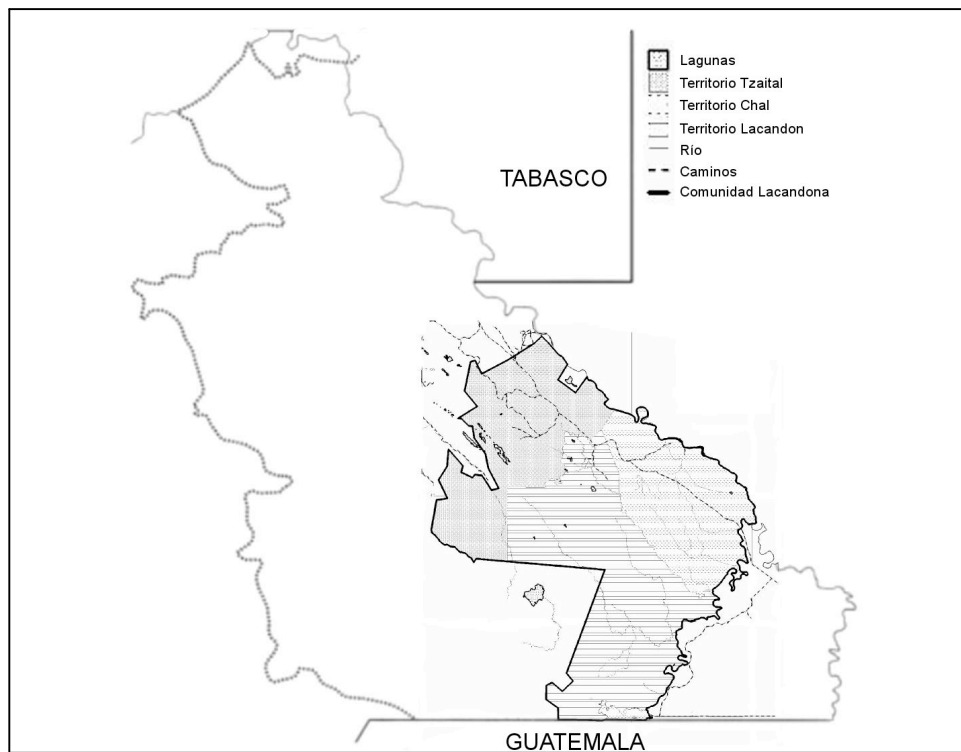 Lagunas
Territorio Tzaital
Territorio Chal
Territorio Lacandon
Río
Caminos
Comunidad Lacandona
TABASCO
GUATEMALA